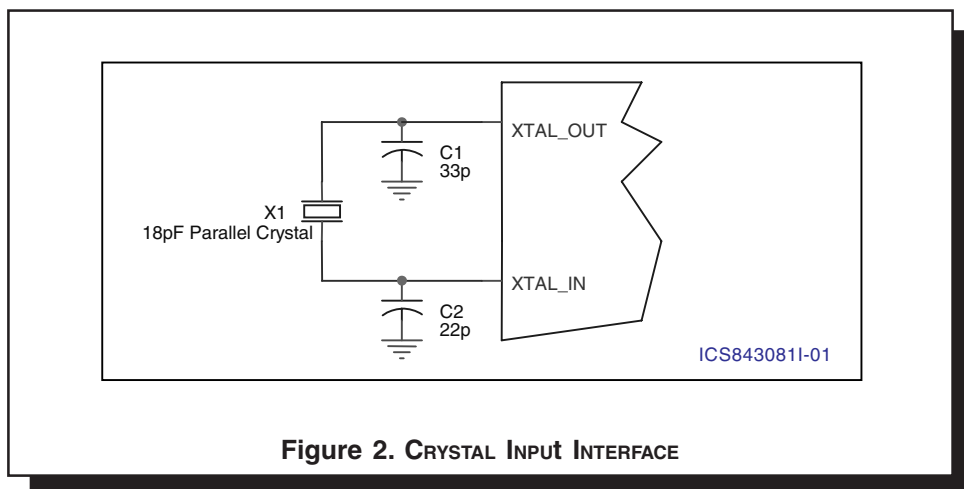 XTAL_OUT
C1
33p
X1
18pF Parallel Crystal
XTAL_IN
C2
22p
ICS843081I-01
Figure 2. CRYSTAL INPUt INTERFACE